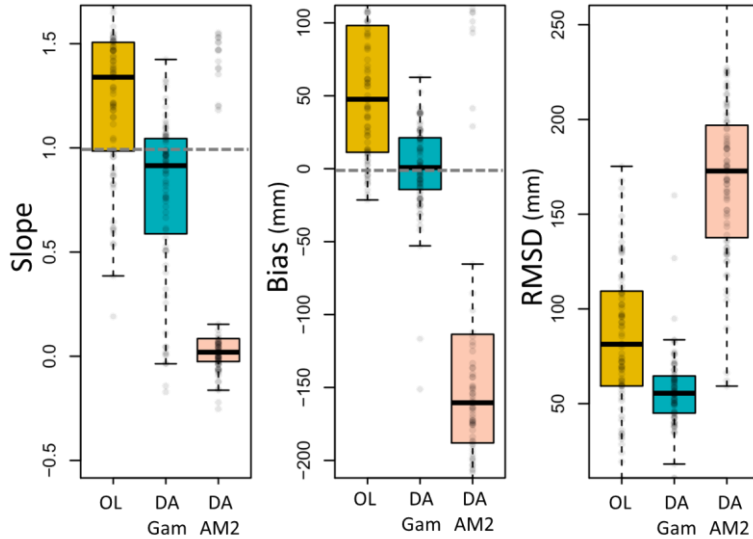 Slope
1.5
1.0
0.5
0.0
−0.5
OL
DA
Gam
DA
AM2
Bias (mm)
100
50
0
−50
−100
−150
−200
OL
DA
Gam
DA
AM2
RMSD (mm)
250
200
150
100
50
OL
DA
Gam
DA
AM2